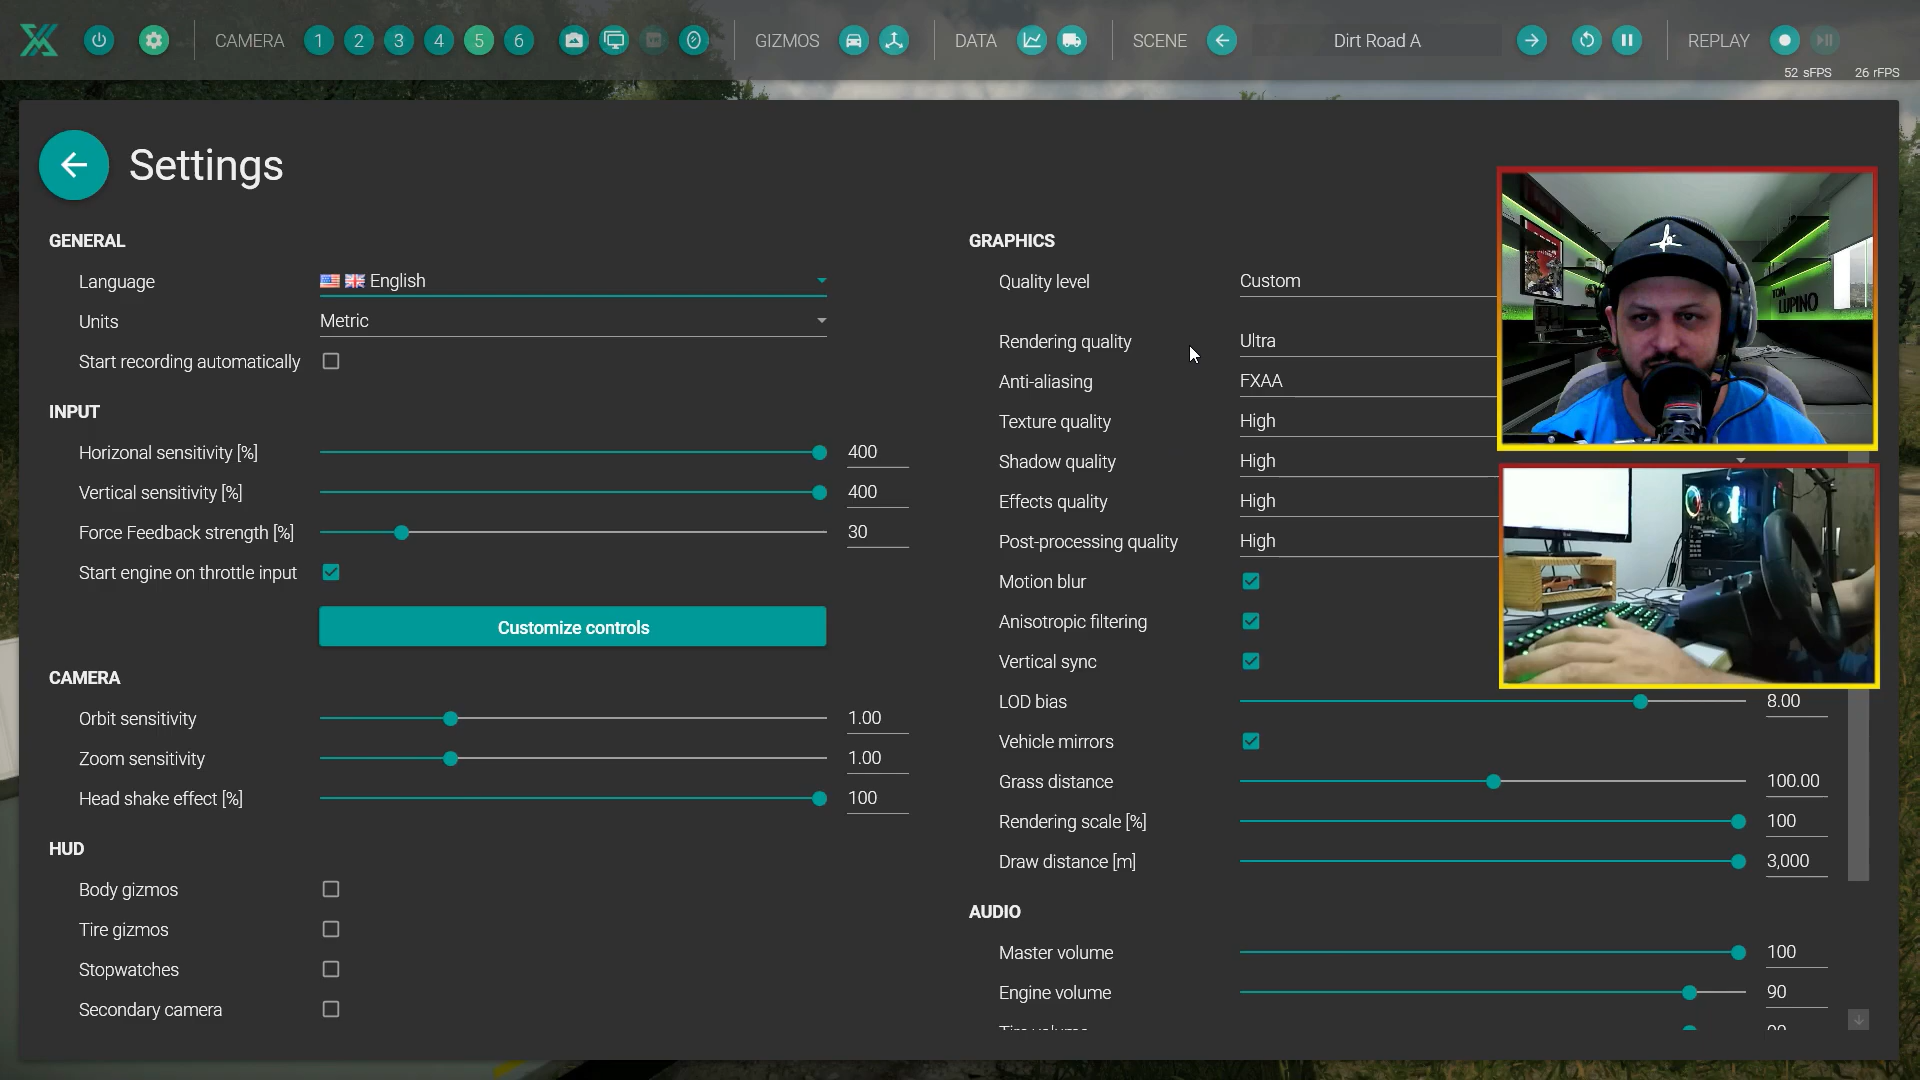 CAMERA 1 2 3 4 5 6 GIZMOS DATA SCENE Dirt Road A REPLAY
52 sFPS 26 rFPS
Settings
GENERAL
Language English
Units Metric
Start recording automatically
INPUT
Horizonal sensitivity [%] 400
Vertical sensitivity [%] 400
Force Feedback strength [%] 30
Start engine on throttle input
Customize controls
CAMERA
Orbit sensitivity 1.00
Zoom sensitivity 1.00
Head shake effect [%] 100
HUD
Body gizmos
Tire gizmos
Stopwatches
Secondary camera
GRAPHICS
Quality level Custom
Rendering quality Ultra
Anti-aliasing FXAA
Texture quality High
Shadow quality High
Effects quality High
Post-processing quality High
Motion blur
Anisotropic filtering
Vertical sync
LOD bias 8.00
Vehicle mirrors
Grass distance 100.00
Rendering scale [%] 100
Draw distance [m] 3,000
AUDIO
Master volume 100
Engine volume 90
TOM
LUPINO